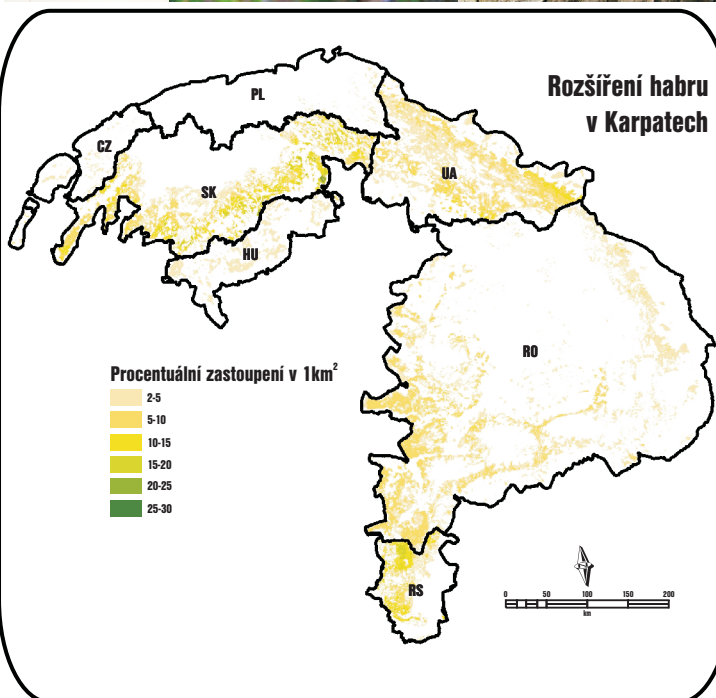 Rozšíření habru
v Karpatech
PL
CZ
SK
UA
HU
RO
RS
Procentuální zastoupení v 1km²
2-5
5-10
10-15
15-20
20-25
25-30
0 50 100 150 200
km